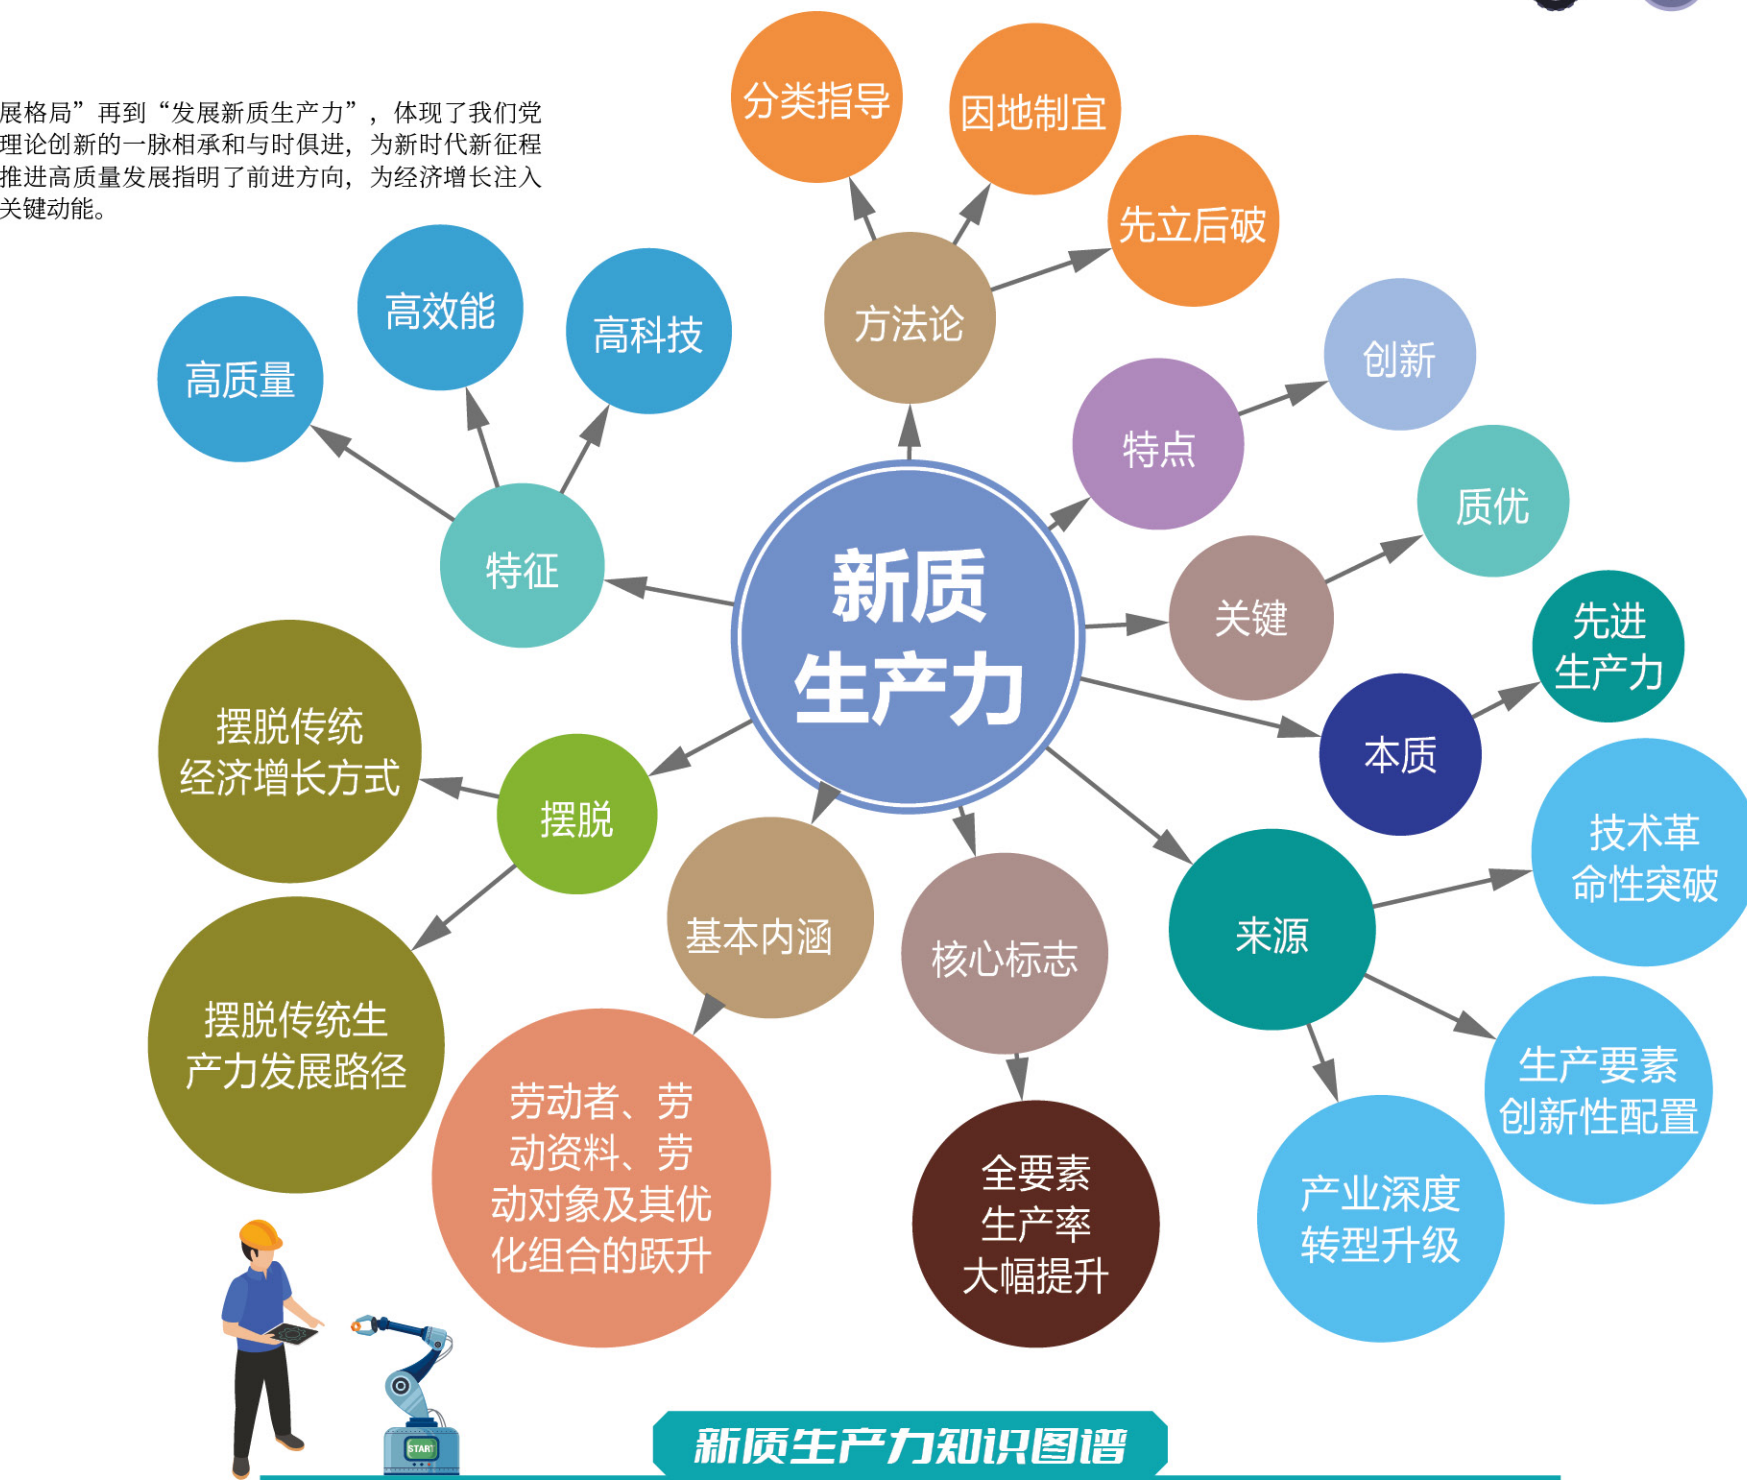 展格局”再到“发展新质生产力”，体现了我们党
理论创新的一脉相承和与时俱进，为新时代新征程
推进高质量发展指明了前进方向，为经济增长注入
关键动能。
分类指导
因地制宜
先立后破
方法论
高质量
高效能
高科技
特征
创新
特点
质优
关键
先进
生产力
本质
新质
生产力
摆脱传统
经济增长方式
摆脱
摆脱传统生
产力发展路径
基本内涵
劳动者、劳
动资料、劳
动对象及其优
化组合的跃升
核心标志
全要素
生产率
大幅提升
来源
技术革
命性突破
生产要素
创新性配置
产业深度
转型升级
START
新质生产力知识图谱